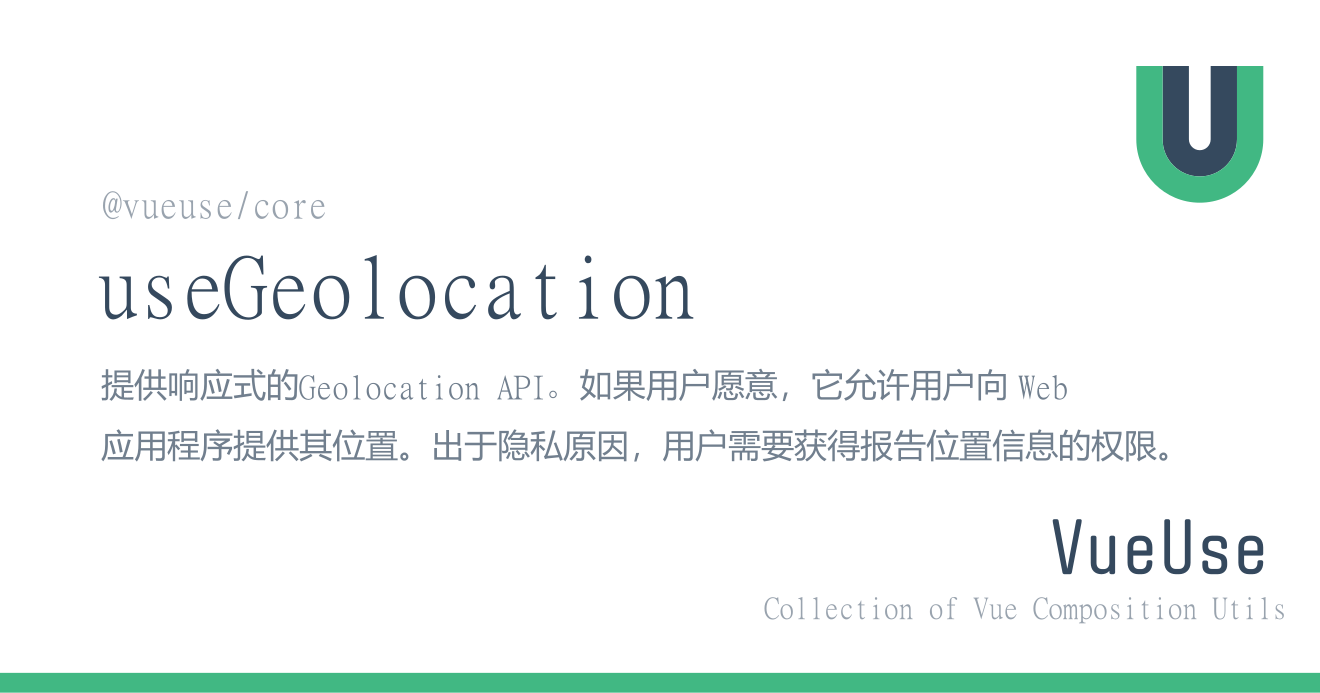 @vueuse/core
useGeolocation
提供响应式的Geolocation API。如果用户愿意，它允许用户向 Web
应用程序提供其位置。出于隐私原因，用户需要获得报告位置信息的权限。
VueUse
Collection of Vue Composition Utils